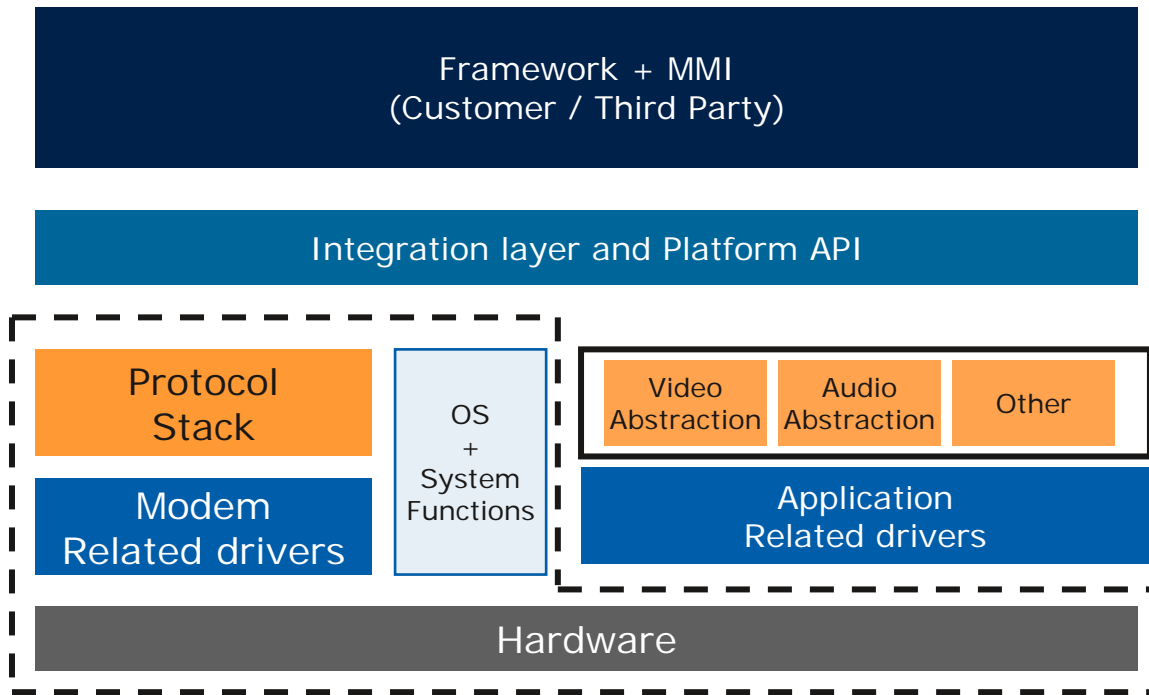 Framework + MMI
(Customer / Third Party)
Integration layer and Platform API
Protocol
Stack
OS
+
System
Functions
Video
Abstraction
Audio
Abstraction
Other
Modem
Related drivers
Application
Related drivers
Hardware